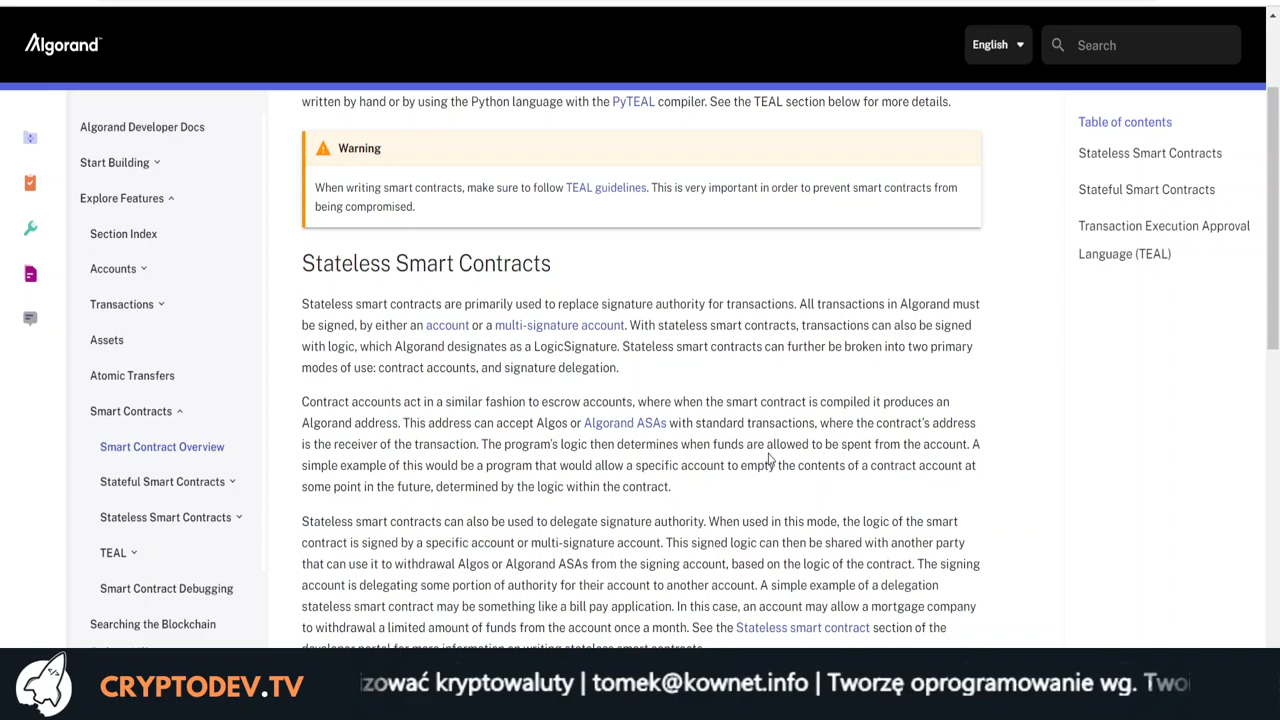 Algorand
English
Search
written by hand or by using the Python language with the PyTEAL compiler. See the TEAL section below for more details.
Algorand Developer Docs
Start Building
Explore Features
Section Index
Accounts
Transactions
Assets
Atomic Transfers
Smart Contracts
Smart Contract Overview
Stateful Smart Contracts
Stateless Smart Contracts
TEAL
Smart Contract Debugging
Searching the Blockchain
Warning
When writing smart contracts, make sure to follow TEAL guidelines. This is very important in order to prevent smart contracts from
being compromised.
Stateless Smart Contracts
Stateless smart contracts are primarily used to replace signature authority for transactions. All transactions in Algorand must
be signed, by either an account or a multi-signature account. With stateless smart contracts, transactions can also be signed
with logic, which Algorand designates as a LogicSignature. Stateless smart contracts can further be broken into two primary
modes of use: contract accounts, and signature delegation.
Contract accounts act in a similar fashion to escrow accounts, where when the smart contract is compiled it produces an
Algorand address. This address can accept Algos or Algorand ASAs with standard transactions, where the contract's address
is the receiver of the transaction. The program's logic then determines when funds are allowed to be spent from the account. A
simple example of this would be a program that would allow a specific account to empty the contents of a contract account at
some point in the future, determined by the logic within the contract.
Stateless smart contracts can also be used to delegate signature authority. When used in this mode, the logic of the smart
contract is signed by a specific account or multi-signature account. This signed logic can then be shared with another party
that can use it to withdrawal Algos or Algorand ASAs from the signing account, based on the logic of the contract. The signing
account is delegating some portion of authority for their account to another account. A simple example of a delegation
stateless smart contract may be something like a bill pay application. In this case, an account may allow a mortgage company
to withdrawal a limited amount of funds from the account once a month. See the Stateless smart contract section of the
developer portal for more information on writing stateless smart contracts.
Table of contents
Stateless Smart Contracts
Stateful Smart Contracts
Transaction Execution Approval
Language (TEAL)
CRYPTODEV.TV
izować kryptowaluty | tomek@kownet.info | Tworzę oprogramowanie wg. Two